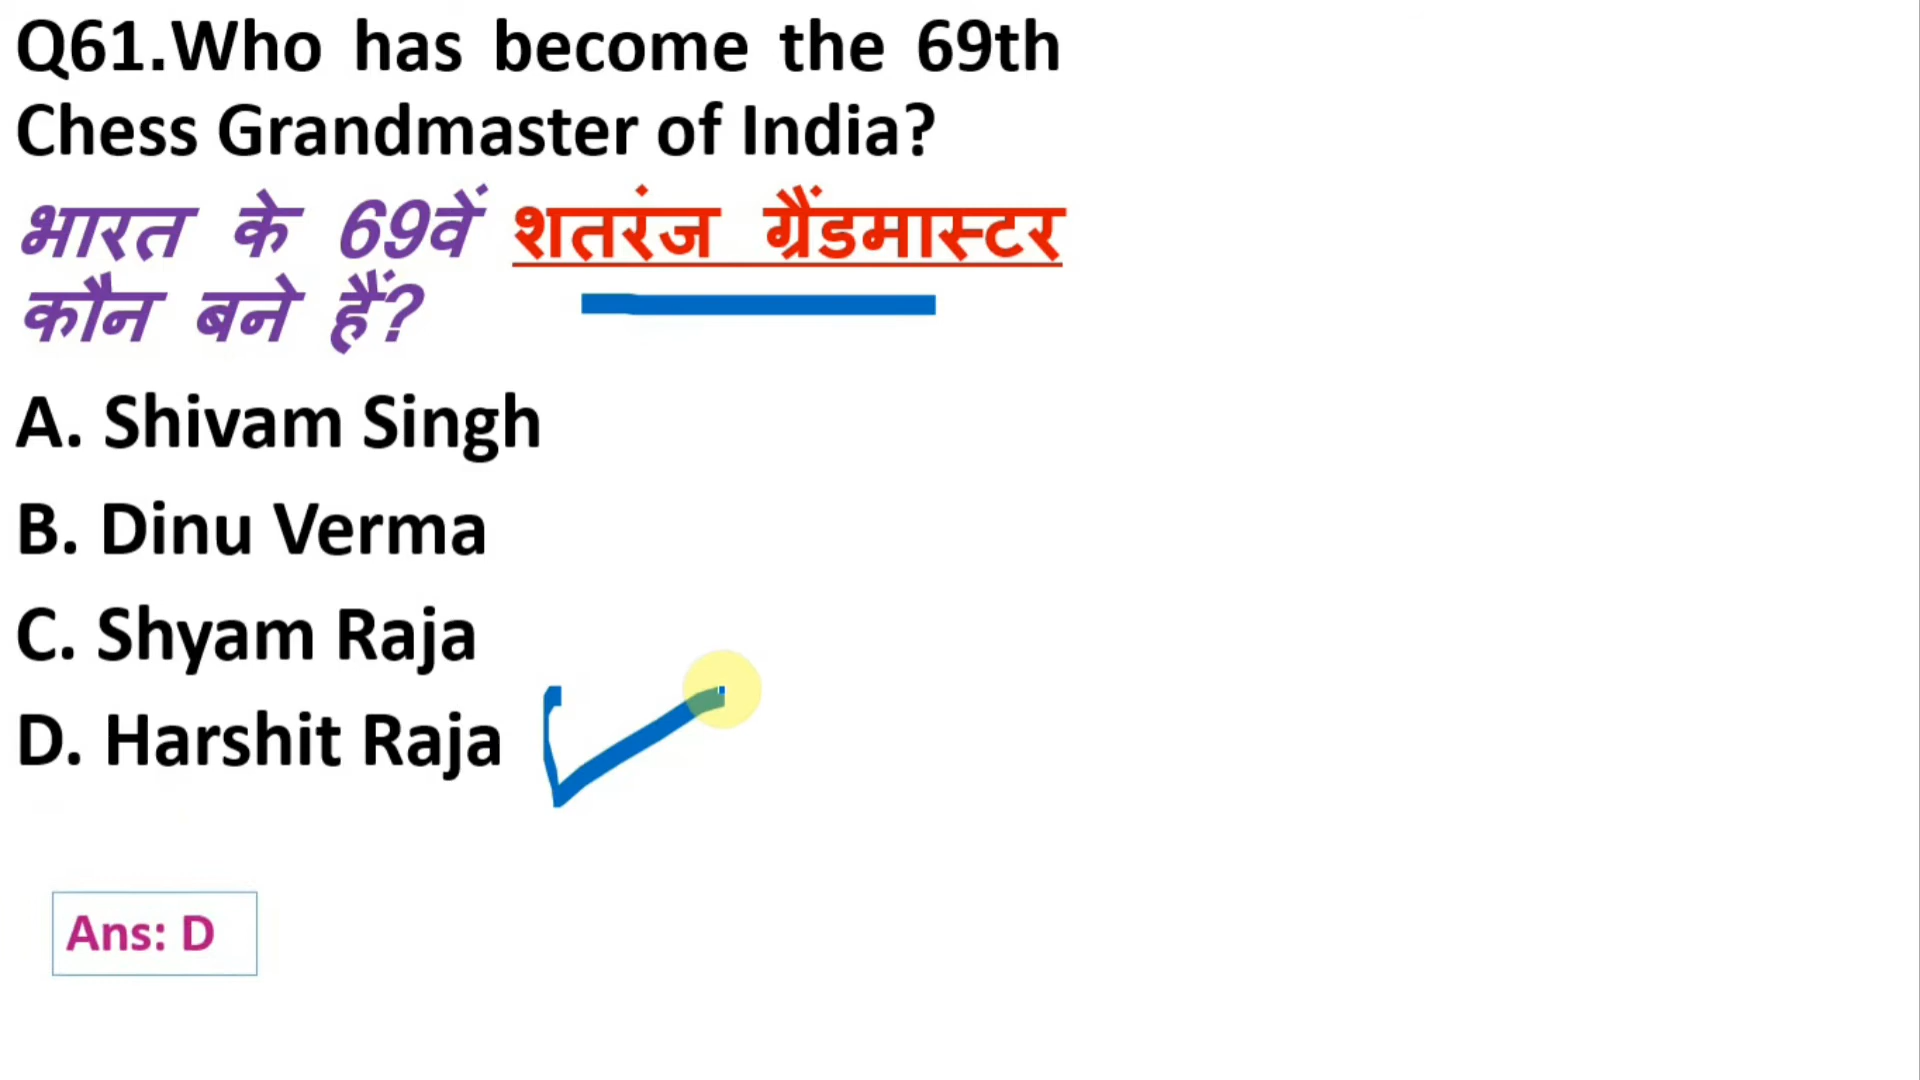 Q61.Who has become the 69th
Chess Grandmaster of India?
भारत के 69वें शतरंज ग्रैंडमास्टर
कौन बने हैं?
A. Shivam Singh
B. Dinu Verma
C. Shyam Raja
D. Harshit Raja
Ans: D